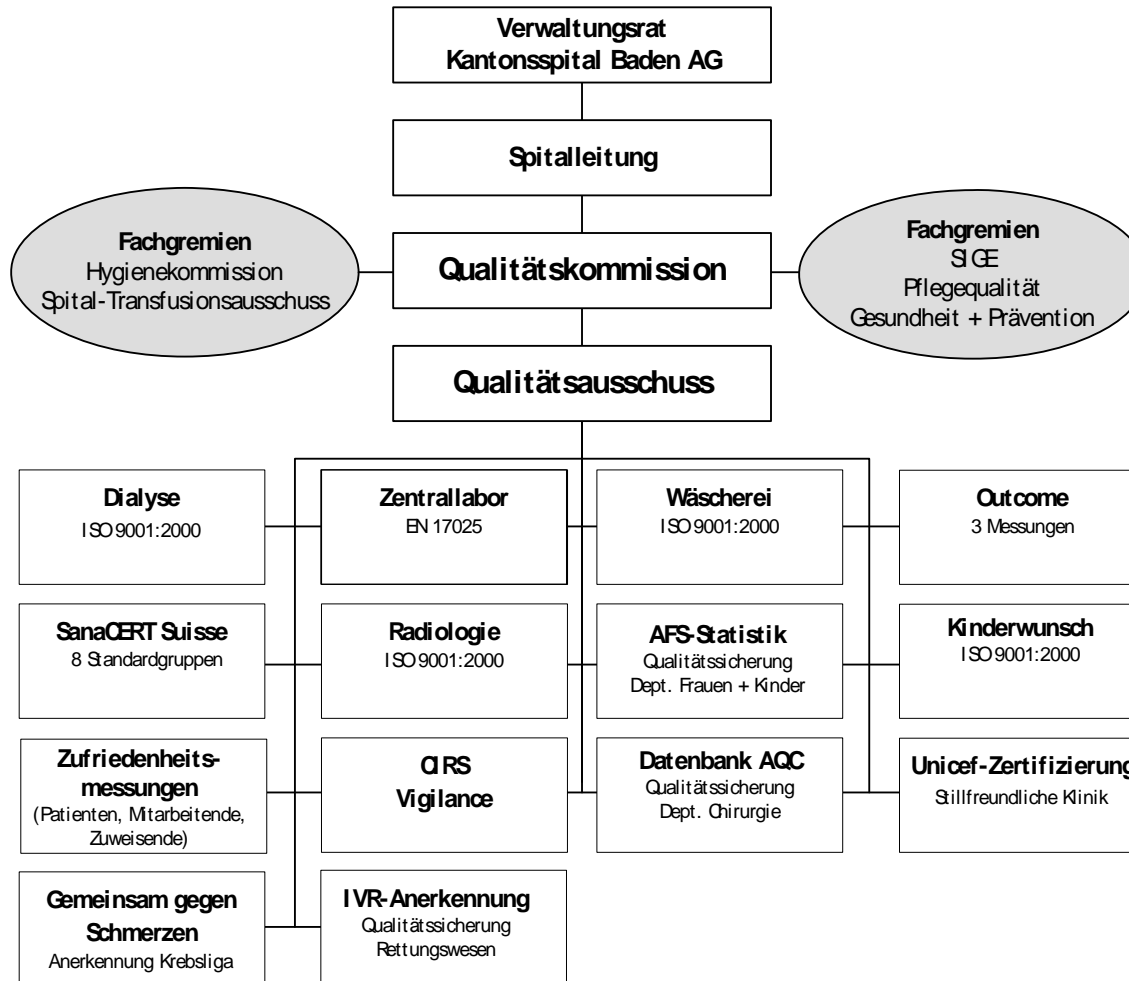 Verwaltungsrat
Kantonsspital Baden AG
Spitalleitung
Fachgremien
Hygienekommission
Spital-Transfusionsausschuss
Qualitätskommission
Fachgremien
SIGE
Pflegequalität
Gesundheit + Prävention
Qualitätsausschuss
Dialyse
ISO 9001:2000
Zentrallabor
EN 17025
Wäscherei
ISO 9001:2000
Outcome
3 Messungen
SanaCERT Suisse
8 Standardgruppen
Radiologie
ISO 9001:2000
AFS-Statistik
Qualitätssicherung
Dept. Frauen + Kinder
Kinderwunsch
ISO 9001:2000
Zufriedenheits-
messungen
(Patienten, Mitarbeitende,
Zuweisende)
CIRS
Vigilance
Datenbank AQC
Qualitätssicherung
Dept. Chirurgie
Unicef-Zertifizierung
Stillfreundliche Klinik
Gemeinsam gegen
Schmerzen
Anerkennung Krebsliga
IVR-Anerkennung
Qualitätssicherung
Rettungswesen